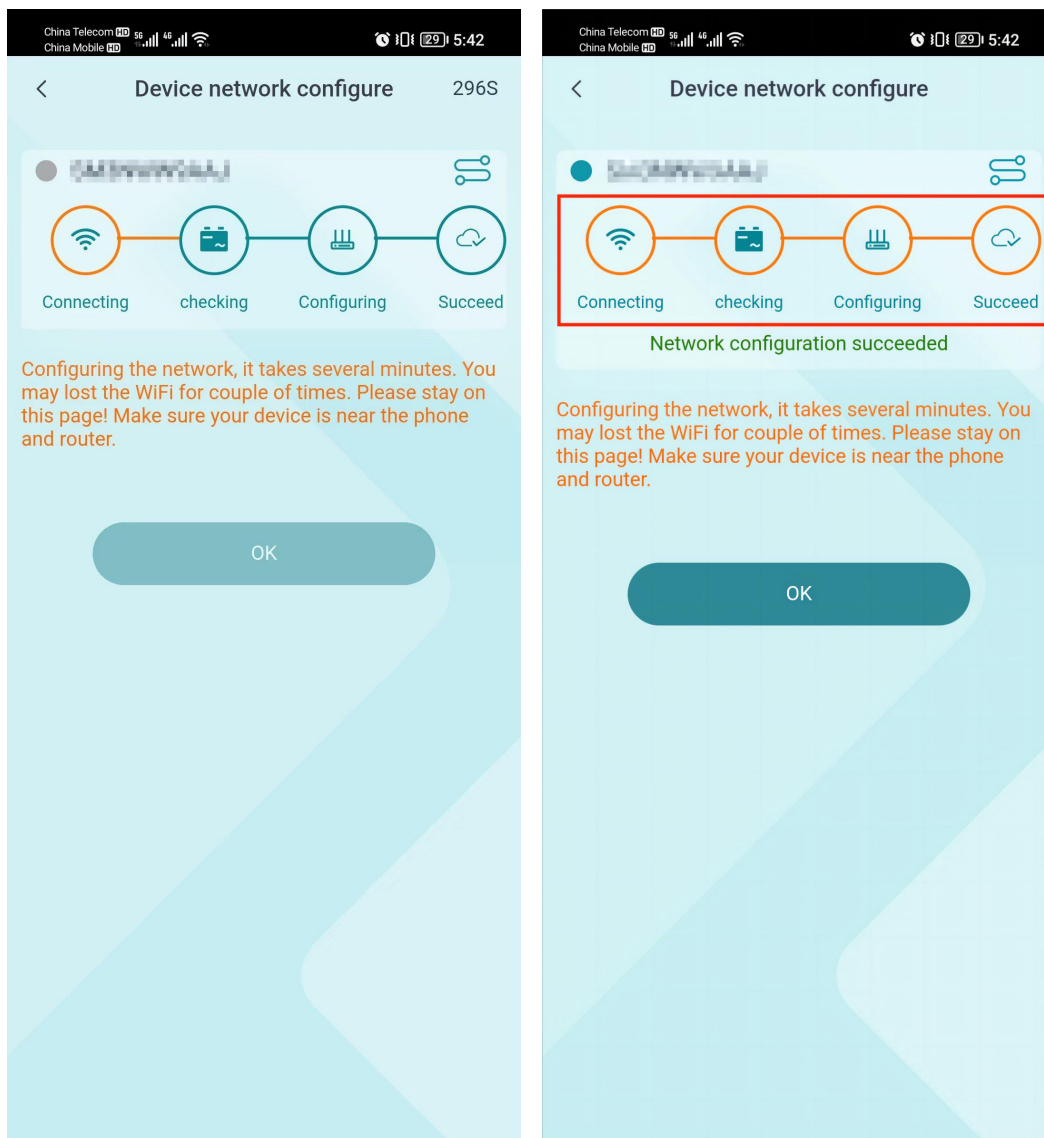 China Telecom HD 5G 4G 29 5:42
China Mobile HD
Device network configure 296S
Connecting checking Configuring Succeed
Configuring the network, it takes several minutes. You
may lost the WiFi for couple of times. Please stay on
this page! Make sure your device is near the phone
and router.
OK
China Telecom HD 5G 4G 29 5:42
China Mobile HD
Device network configure
Connecting checking Configuring Succeed
Network configuration succeeded
Configuring the network, it takes several minutes. You
may lost the WiFi for couple of times. Please stay on
this page! Make sure your device is near the phone
and router.
OK